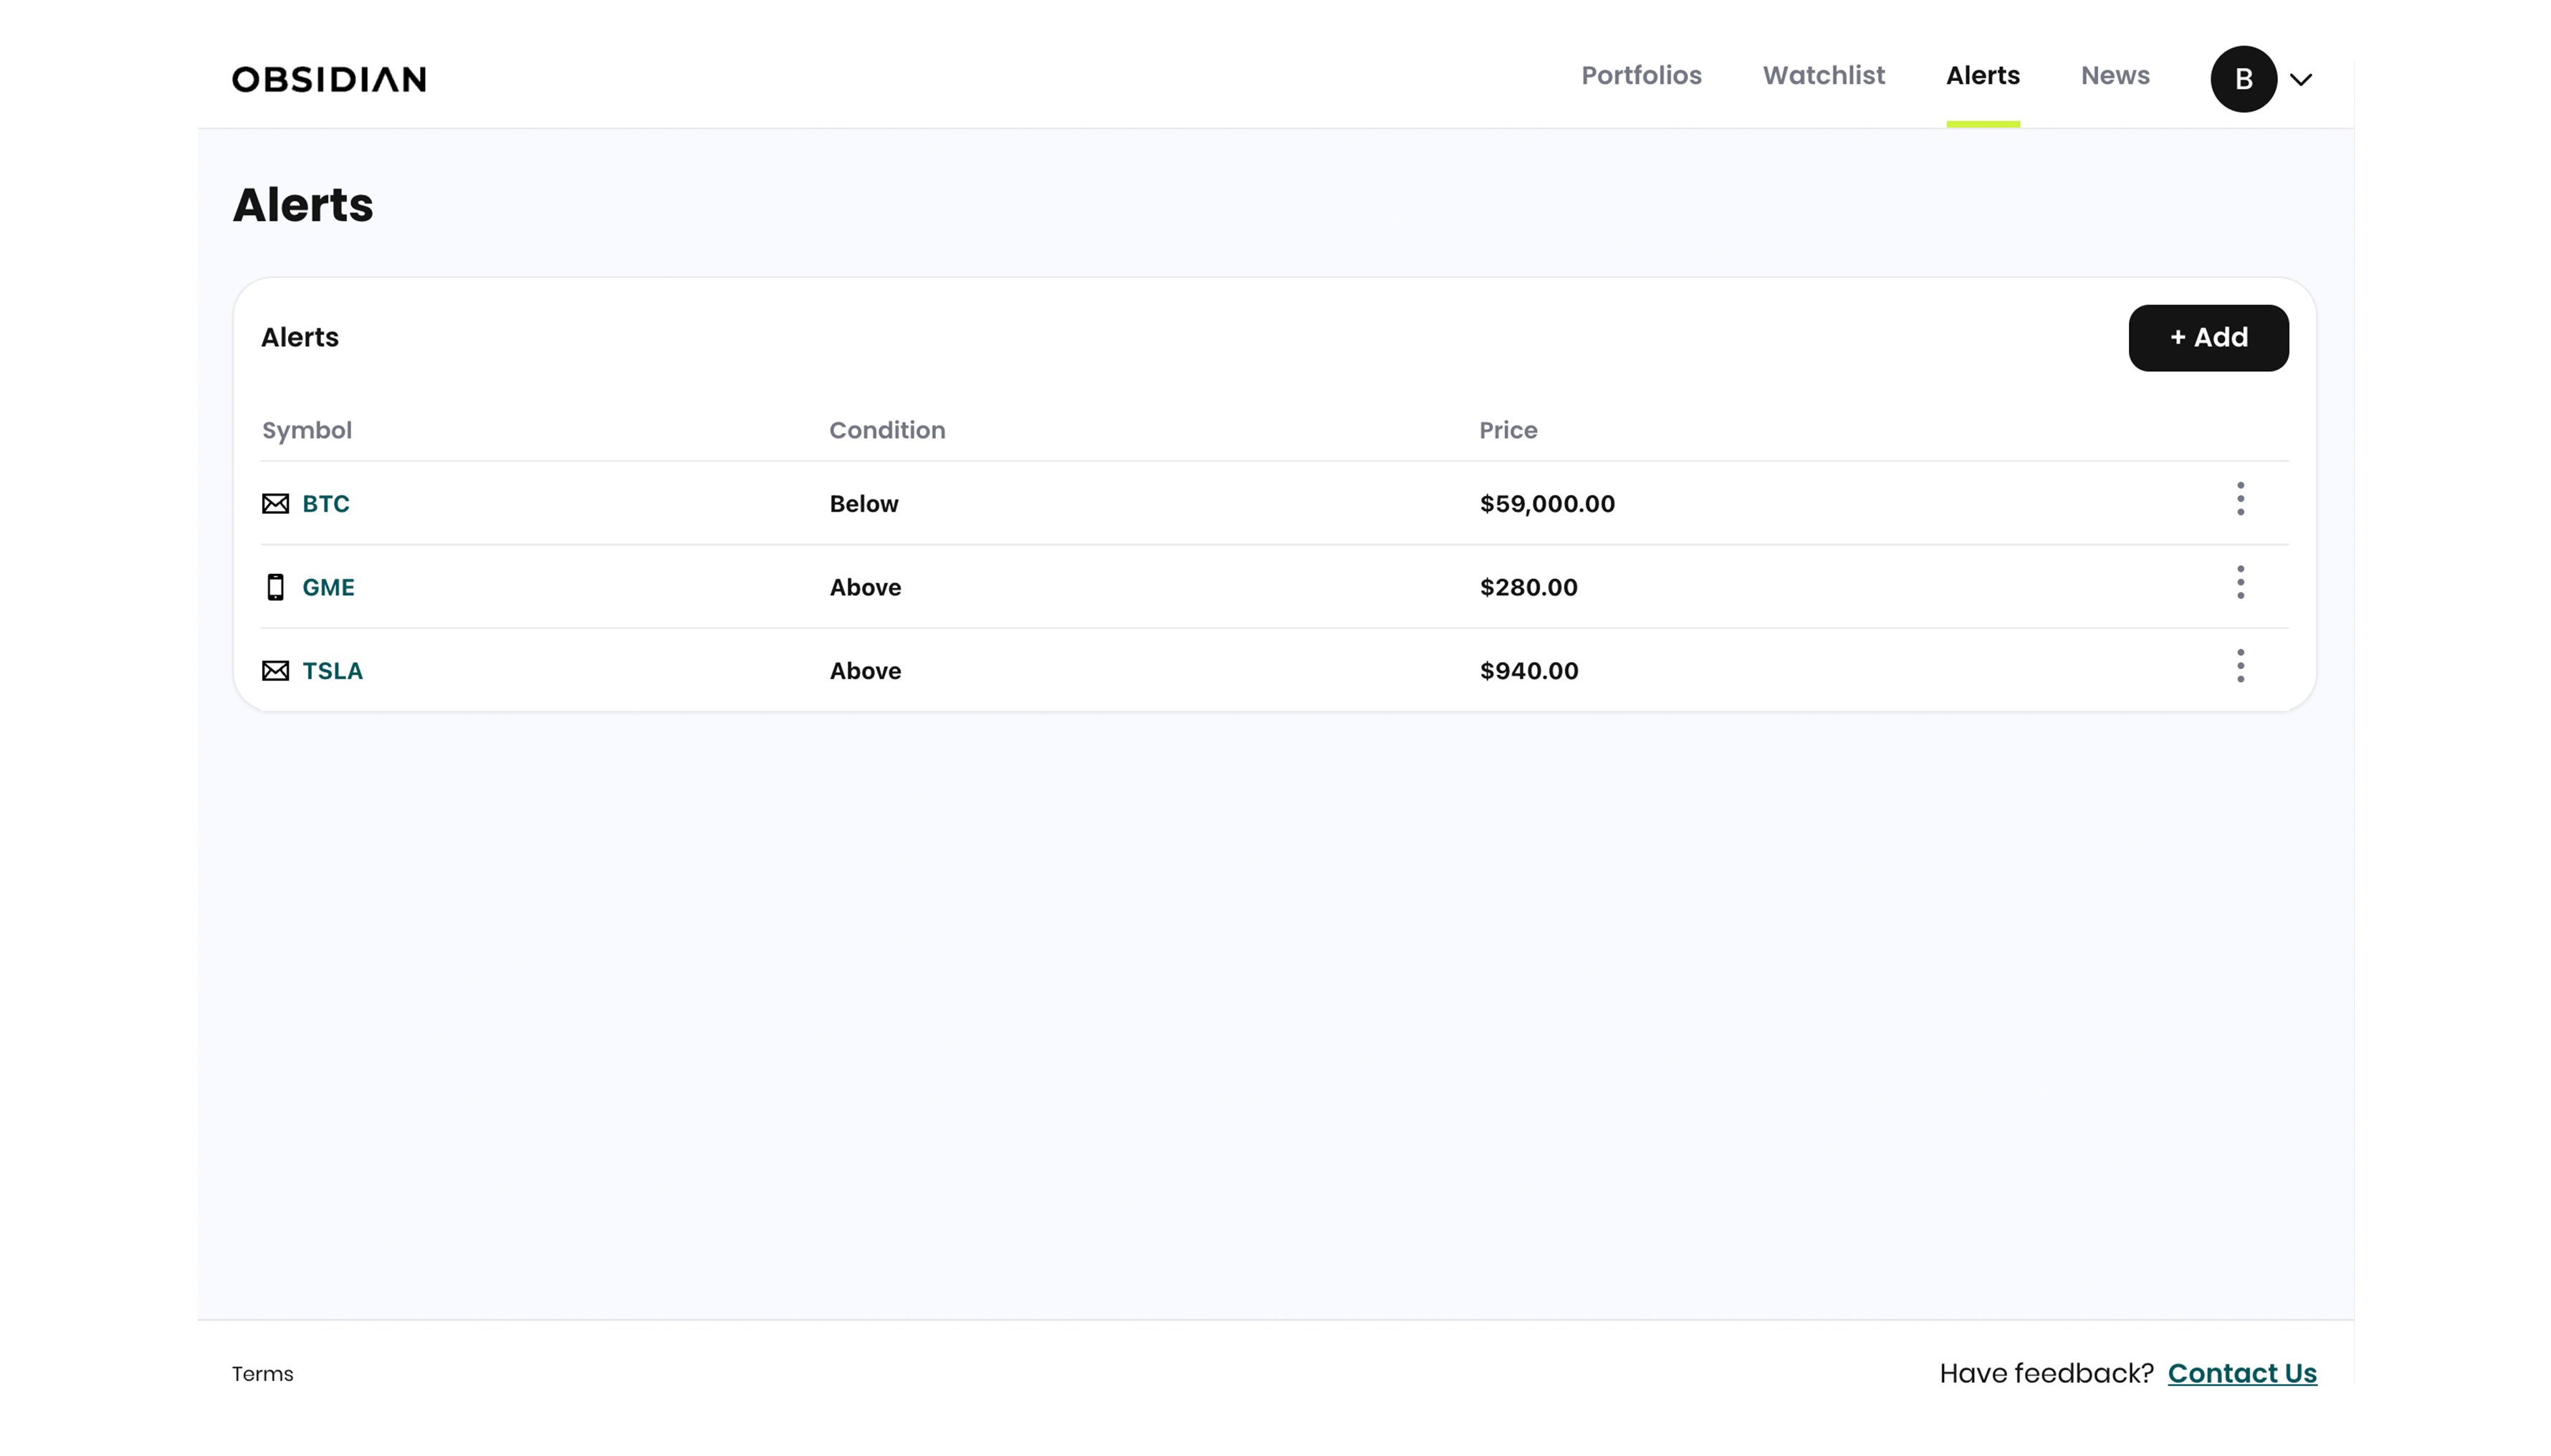 OBSIDIAN
Portfolios Watchlist Alerts News B
Alerts
Alerts + Add
Symbol Condition Price
BTC Below $59,000.00
GME Above $280.00
TSLA Above $940.00
Terms Have feedback? Contact Us